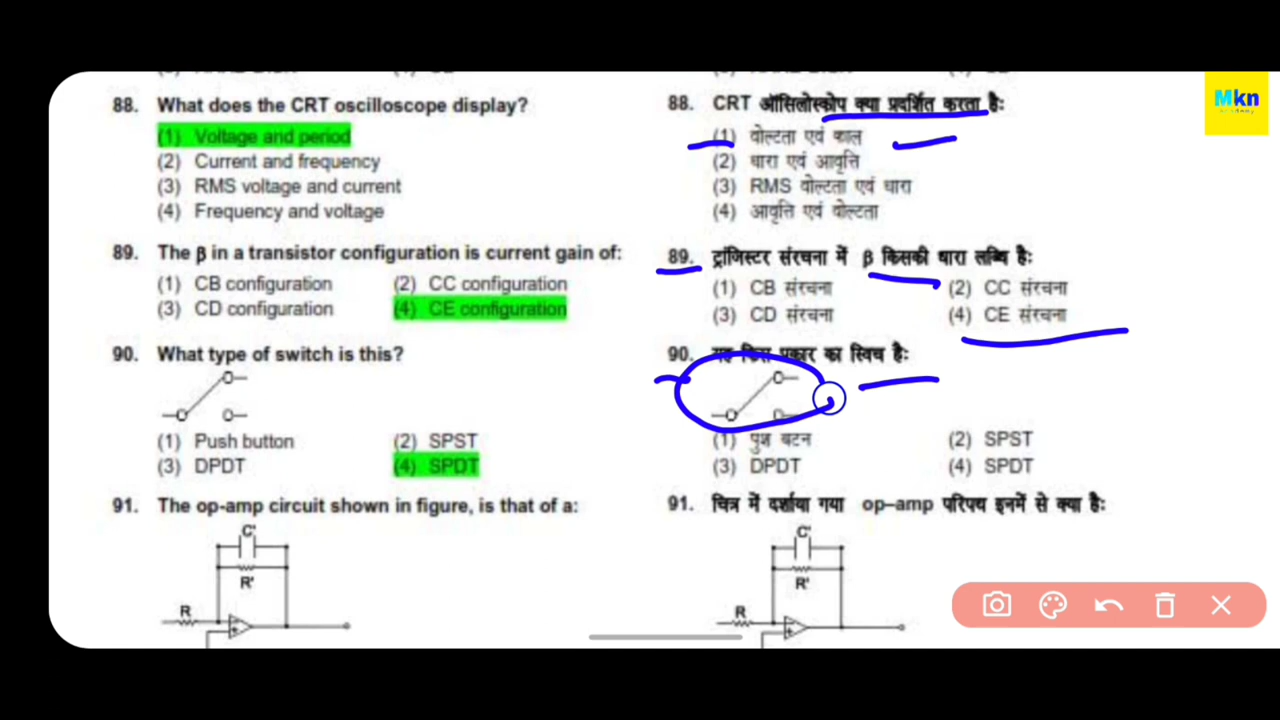 Mkn
88. What does the CRT oscilloscope display?
(1) Voltage and period
(2) Current and frequency
(3) RMS voltage and current
(4) Frequency and voltage
89. The β in a transistor configuration is current gain of:
(1) CB configuration (2) CC configuration
(3) CD configuration (4) CE configuration
90. What type of switch is this?
(1) Push button (2) SPST
(3) DPDT (4) SPDT
91. The op-amp circuit shown in figure, is that of a:
C'
R'
R
88. CRT ऑसिलोस्कोप क्या प्रदर्शित करता है:
(1) वोल्टता एवं काल
(2) धारा एवं आवृत्ति
(3) RMS वोल्टता एवं धारा
(4) आवृत्ति एवं वोल्टता
89. ट्रांजिस्टर संरचना में β किसकी धारा लब्धि है:
(1) CB संरचना (2) CC संरचना
(3) CD संरचना (4) CE संरचना
90. यह किस प्रकार का स्विच है:
(1) पुश बटन (2) SPST
(3) DPDT (4) SPDT
91. चित्र में दर्शाया गया op-amp परिपथ इनमें से क्या है:
C'
R'
R